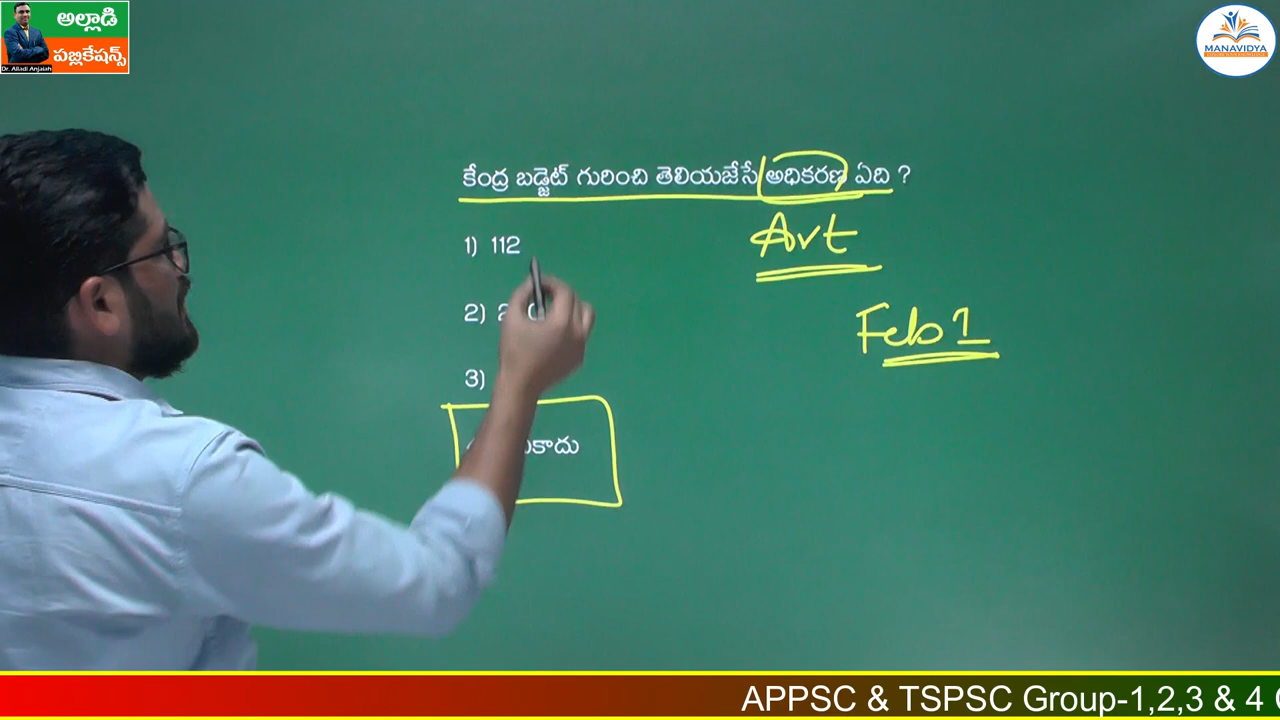 అల్లాడి
పబ్లికేషన్స్
Dr. Alladi Anjaiah
MANAVIDYA
కేంద్ర బడ్జెట్ గురించి తెలియజేసే అధికరణ ఏది ?
Art
1) 112
2)
Feb 1
3)
APPSC & TSPSC Group-1,2,3 & 4